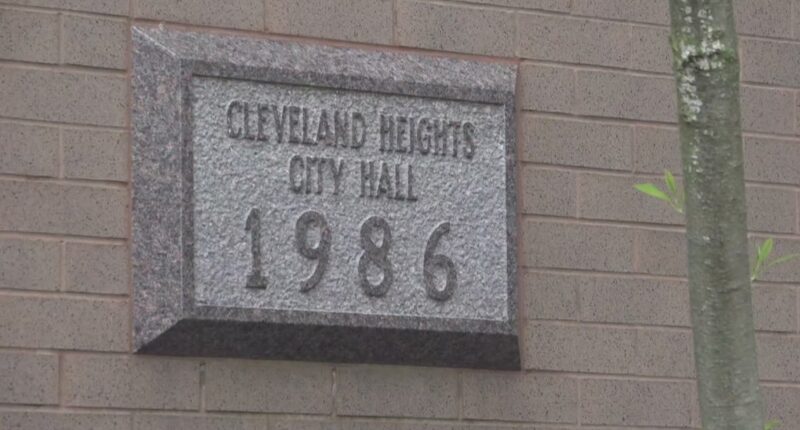 CLEVELAND HEIGHTS
CITY HALL
1986